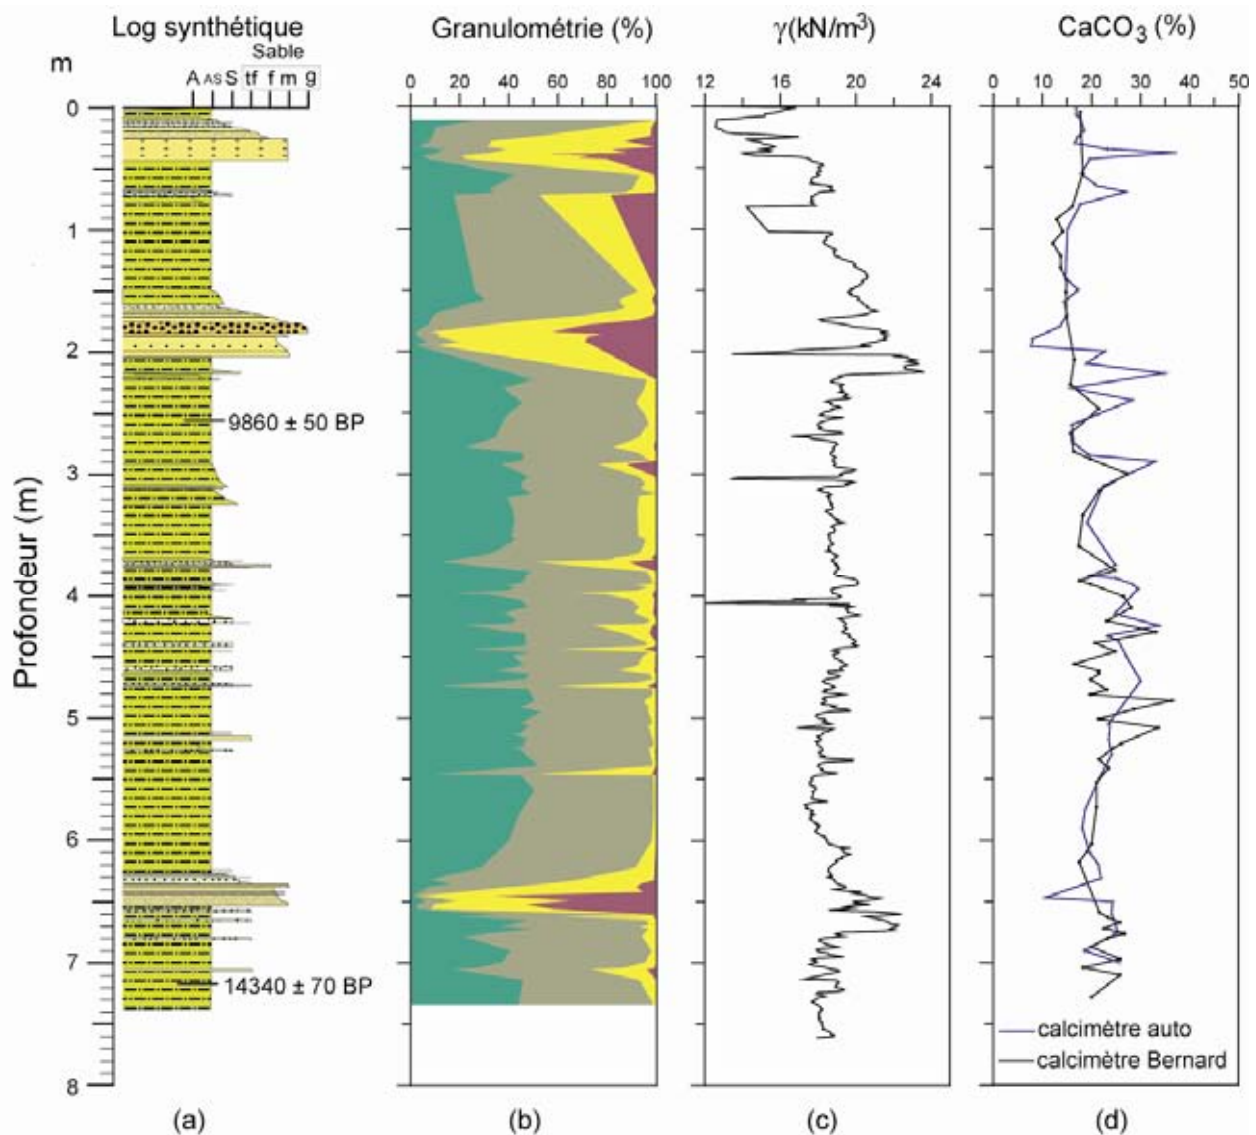 Log synthétique
Granulométrie (%)
γ(kN/m³)
CaCO₃ (%)
m
Sable
A AS S tf f m g
0 20 40 60 80 100
12 16 20 24
0 10 20 30 40 50
0
1
2
9860 ± 50 BP
3
Profondeur (m)
4
5
6
7
14340 ± 70 BP
calcimètre auto
calcimètre Bernard
8
(a)
(b)
(c)
(d)